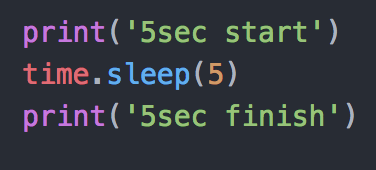 print('5sec start')
time.sleep(5)
print('5sec finish')